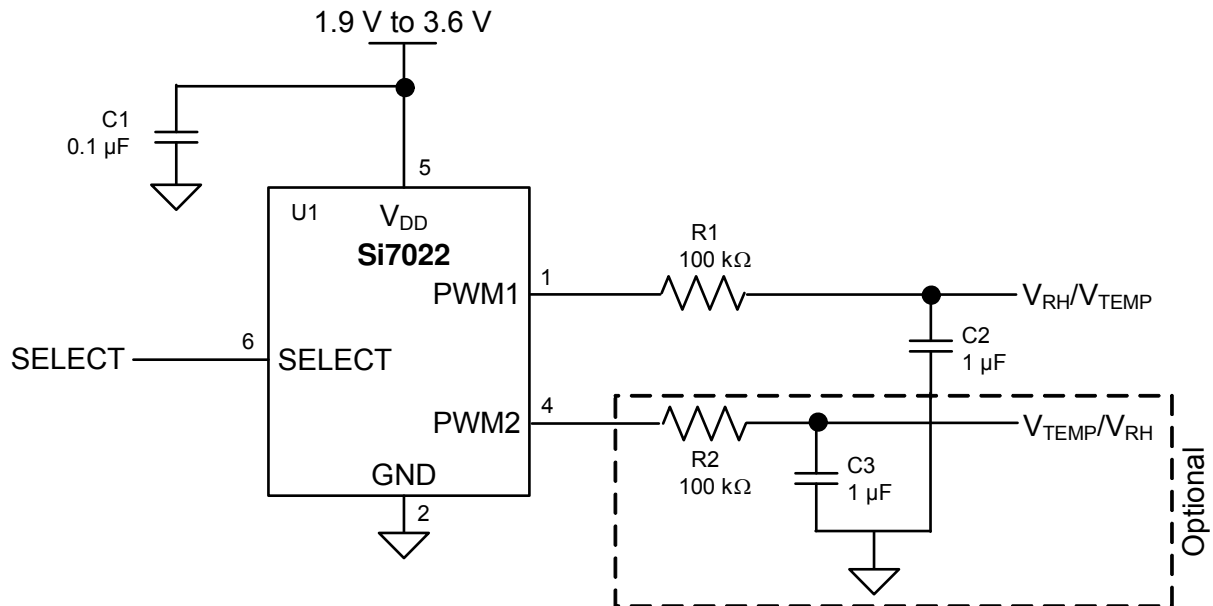 1.9 V to 3.6 V
C1
0.1 µF
5
U1
VDD
Si7022
R1
100 kΩ
PWM1
1
VRH/VTEMP
C2
1 µF
SELECT
6
SELECT
PWM2
4
VTEMP/VRH
R2
100 kΩ
C3
1 µF
GND
2
Optional